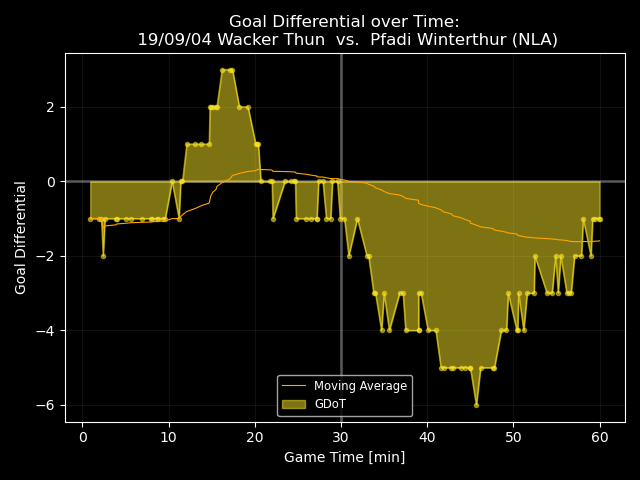 Goal Differential over Time:
19/09/04 Wacker Thun  vs.  Pfadi Winterthur (NLA)
Goal Differential
2
0
−2
−4
−6
Moving Average
GDoT
0 10 20 30 40 50 60
Game Time [min]